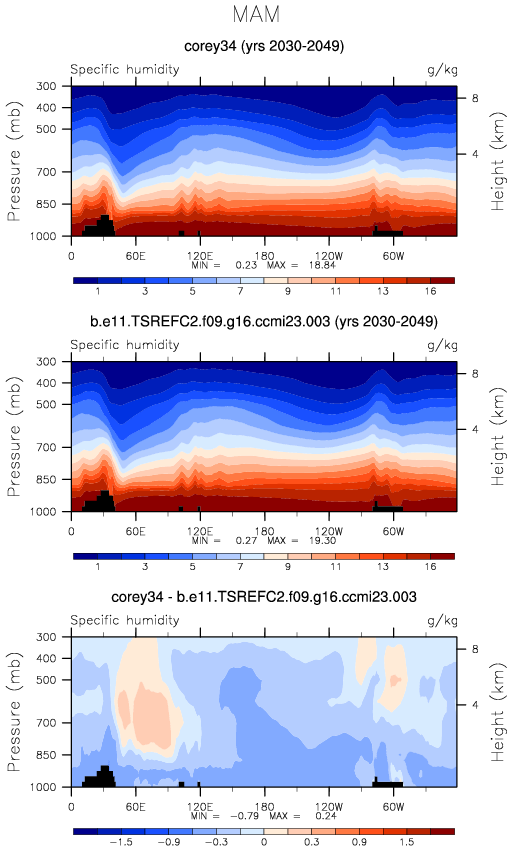 MAM
corey34 (yrs 2030-2049)
Specific humidity g/kg
300
400
500
700
850
1000
Pressure (mb)
8
4
Height (km)
0 60E 120E 180 120W 60W
MIN = 0.23 MAX = 18.84
1 3 5 7 9 11 13 16
b.e11.TSREFC2.f09.g16.ccmi23.003 (yrs 2030-2049)
Specific humidity g/kg
300
400
500
700
850
1000
Pressure (mb)
8
4
Height (km)
0 60E 120E 180 120W 60W
MIN = 0.27 MAX = 19.30
1 3 5 7 9 11 13 16
corey34 - b.e11.TSREFC2.f09.g16.ccmi23.003
Specific humidity g/kg
300
400
500
700
850
1000
Pressure (mb)
8
4
Height (km)
0 60E 120E 180 120W 60W
MIN = -0.79 MAX = 0.24
-1.5 -0.9 -0.3 0 0.3 0.9 1.5